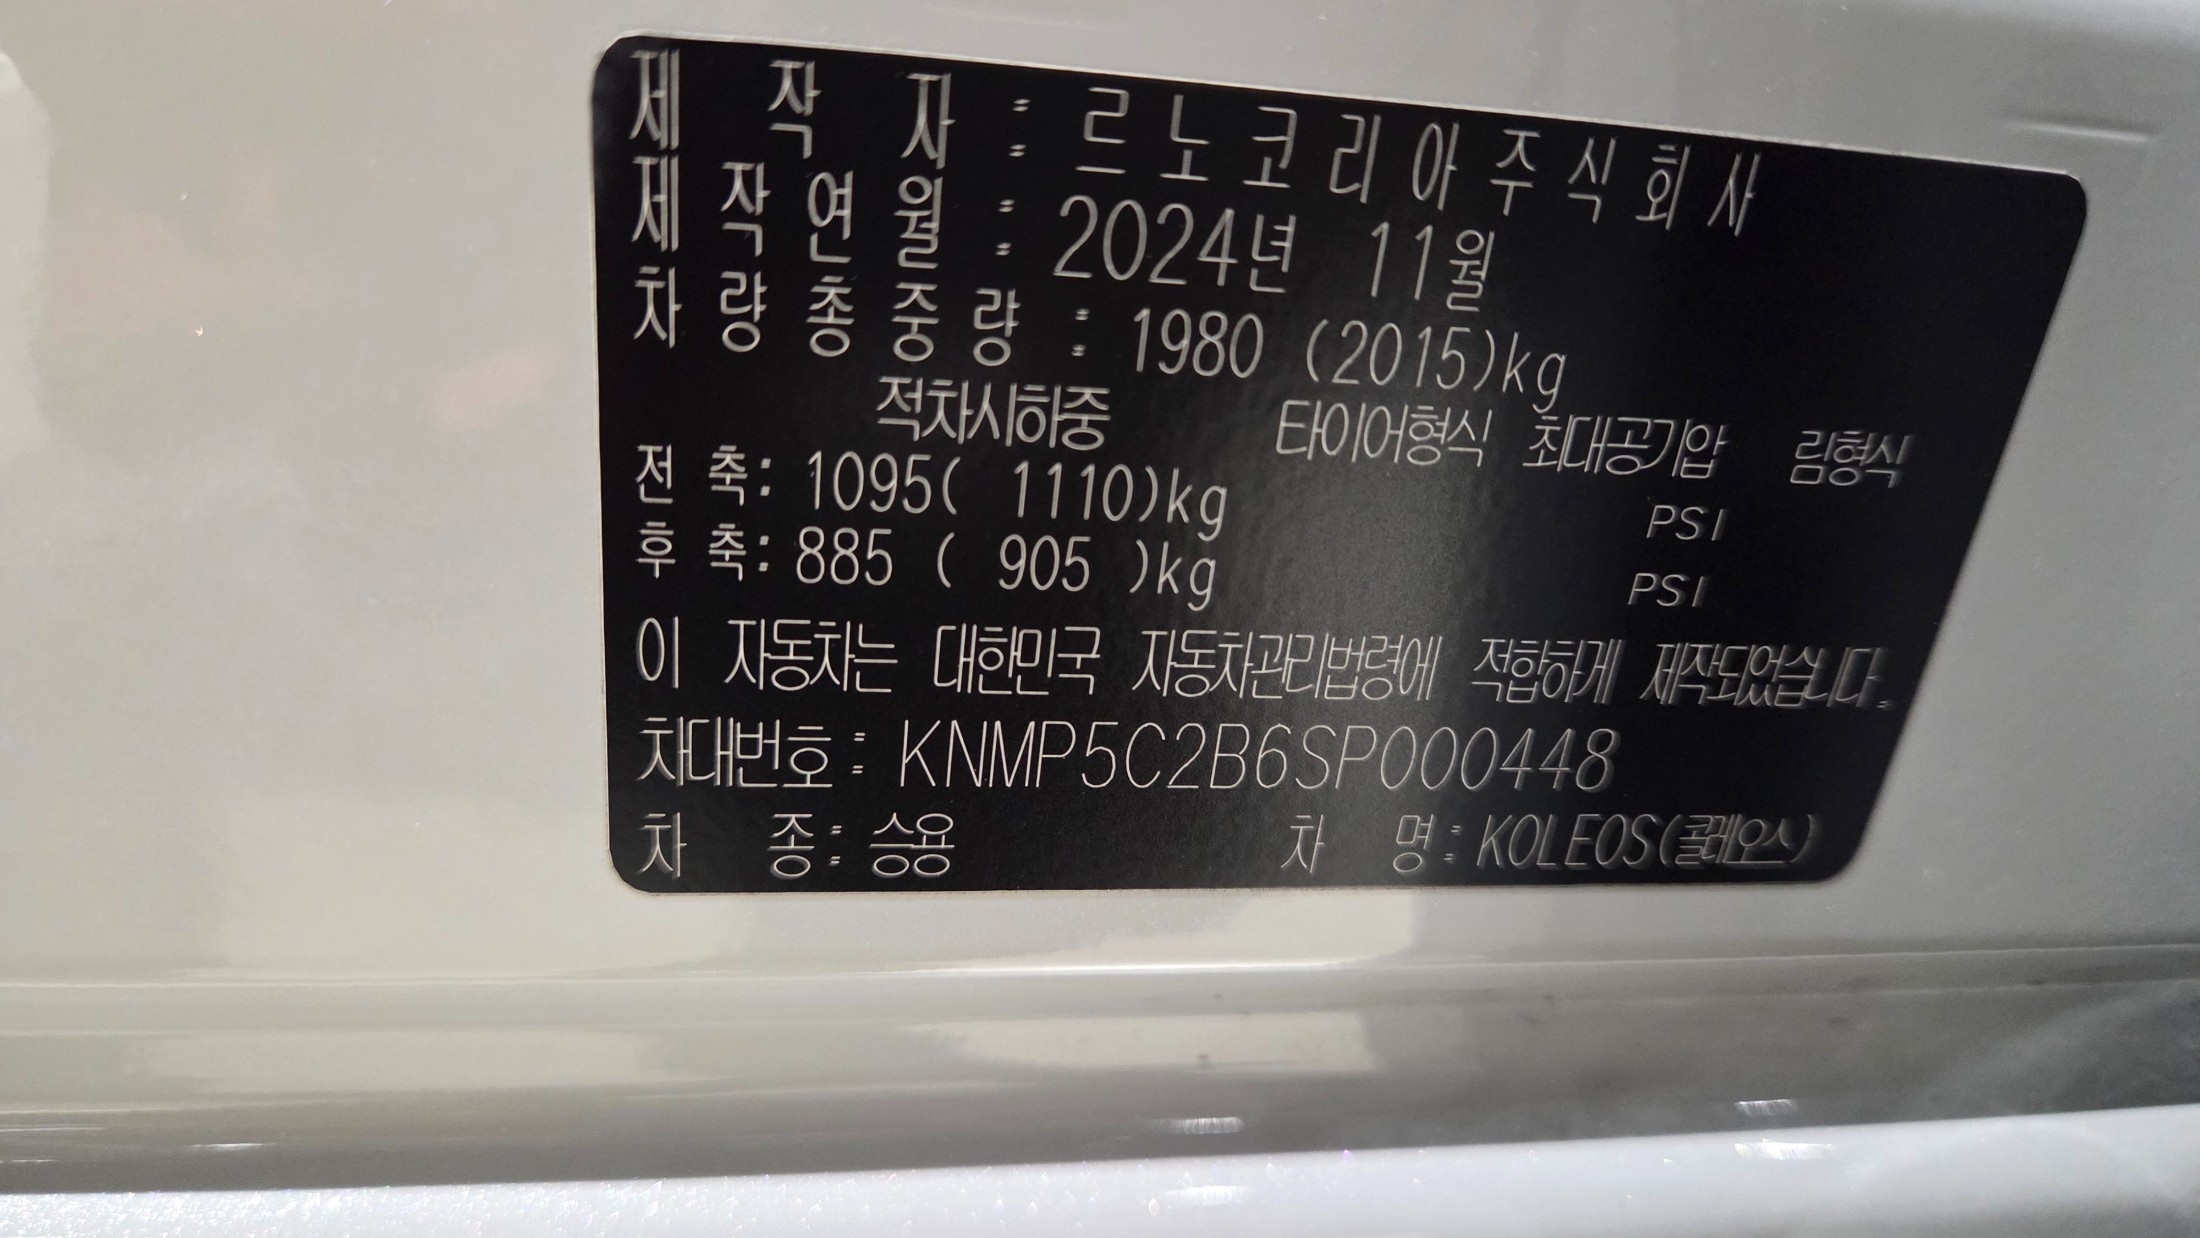 제 작 자 : 르노코리아주식회사
제 작 연 월 : 2024년 11월
차 량 총 중 량 : 1980 (2015)kg
적차시하중 타이어형식 최대공기압 림형식
전 축: 1095( 1110)kg PSI
후 축: 885 ( 905 )kg PSI
이 자동차는 대한민국 자동차관리법령에 적합하게 제작되었습니다.
차대번호: KNMP5C2B6SP000448
차 종: 승용 차 명: KOLEOS(콜레오스)